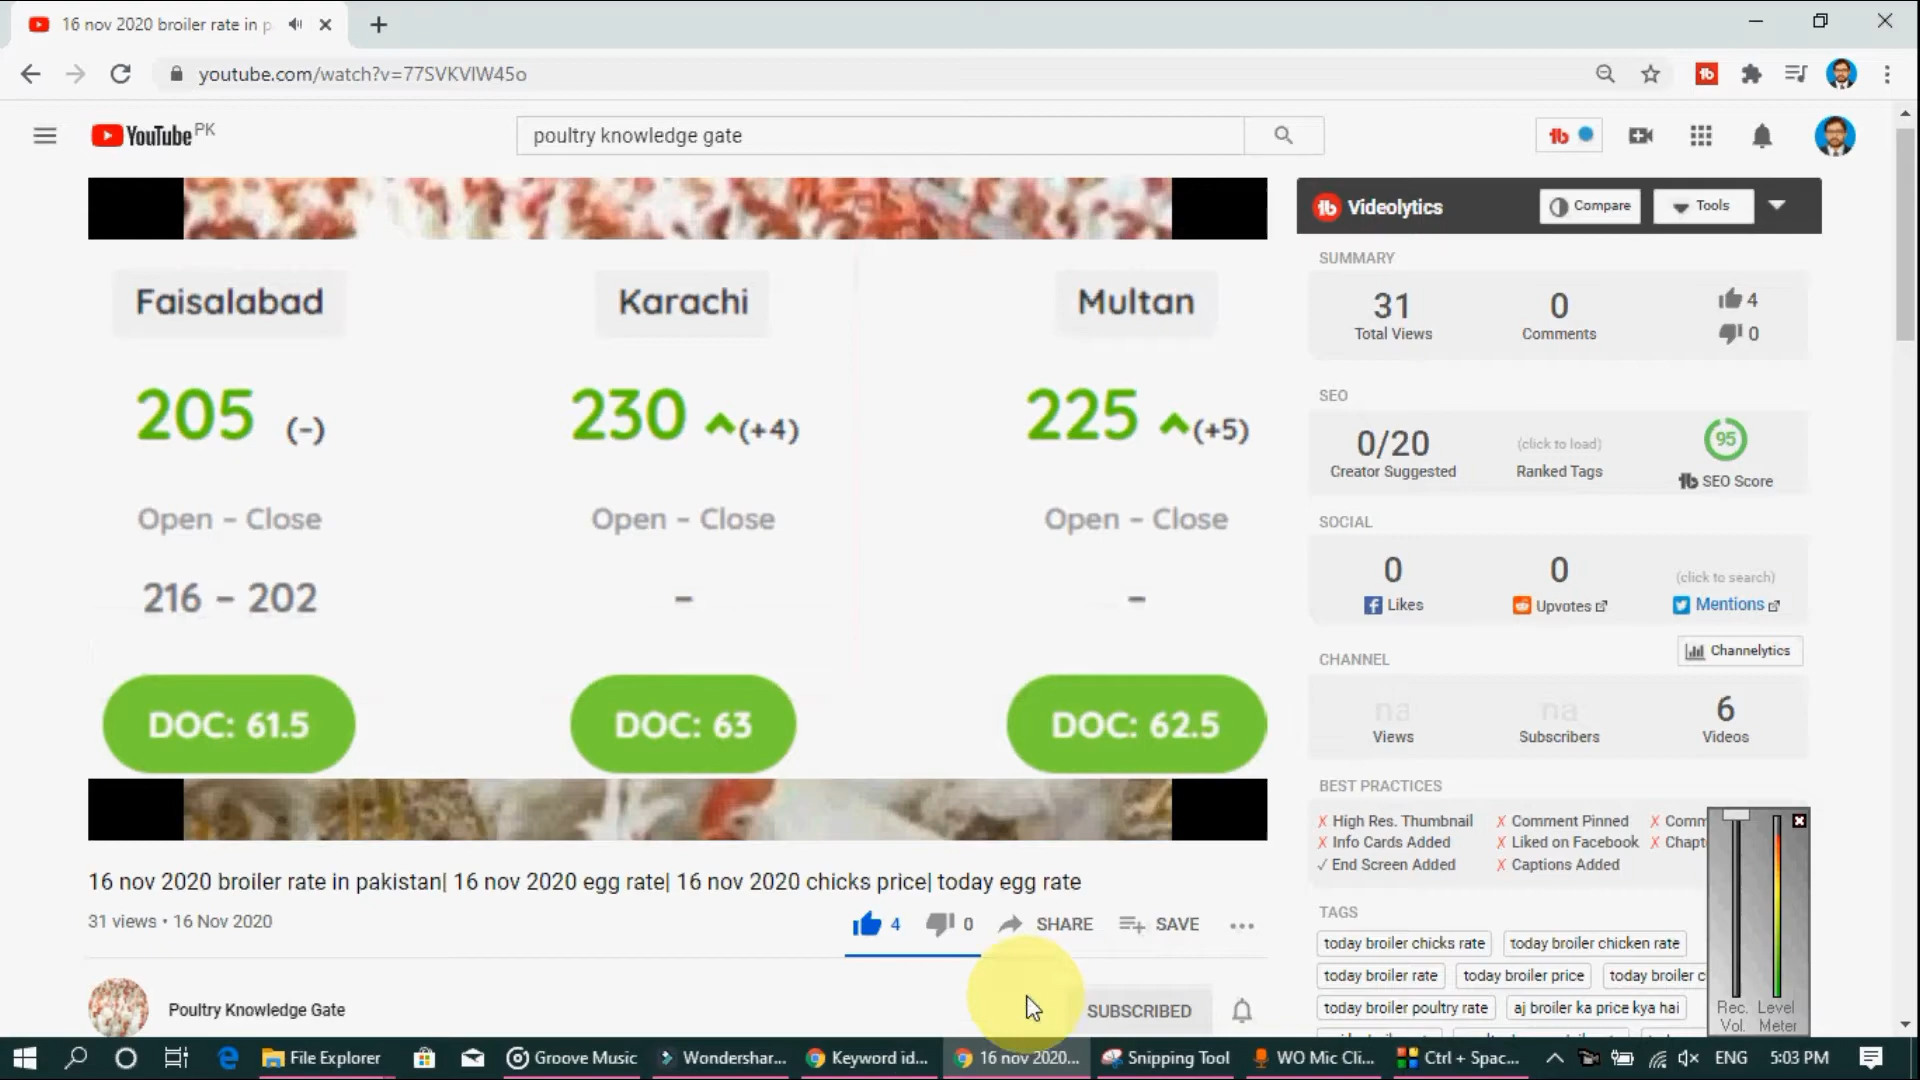 16 nov 2020 broiler rate in p
youtube.com/watch?v=77SVKVlW45o
YouTube PK
poultry knowledge gate
Faisalabad Karachi Multan
205 (-) 230 (+4) 225 (+5)
Open - Close Open - Close Open - Close
216 - 202 - -
DOC: 61.5 DOC: 63 DOC: 62.5
16 nov 2020 broiler rate in pakistan| 16 nov 2020 egg rate| 16 nov 2020 chicks price| today egg rate
31 views • 16 Nov 2020
4 0 SHARE SAVE
Poultry Knowledge Gate
SUBSCRIBED
Videolytics Compare Tools
SUMMARY
31 0 4
Total Views Comments 0
SEO
0/20 (click to load) 95
Creator Suggested Ranked Tags SEO Score
SOCIAL
0 0 (click to search)
Likes Upvotes Mentions
CHANNEL Channelytics
na na 6
Views Subscribers Videos
BEST PRACTICES
X High Res. Thumbnail X Comment Pinned X Comm
X Info Cards Added X Liked on Facebook X Chapt
✓ End Screen Added X Captions Added
TAGS
today broiler chicks rate today broiler chicken rate
today broiler rate today broiler price today broiler c
today broiler poultry rate aj broiler ka price kya hai
Rec. Level
Vol. Meter
File Explorer Groove Music Wondershar... Keyword id... 16 nov 2020... Snipping Tool WO Mic Cli... Ctrl + Spac... ENG 5:03 PM